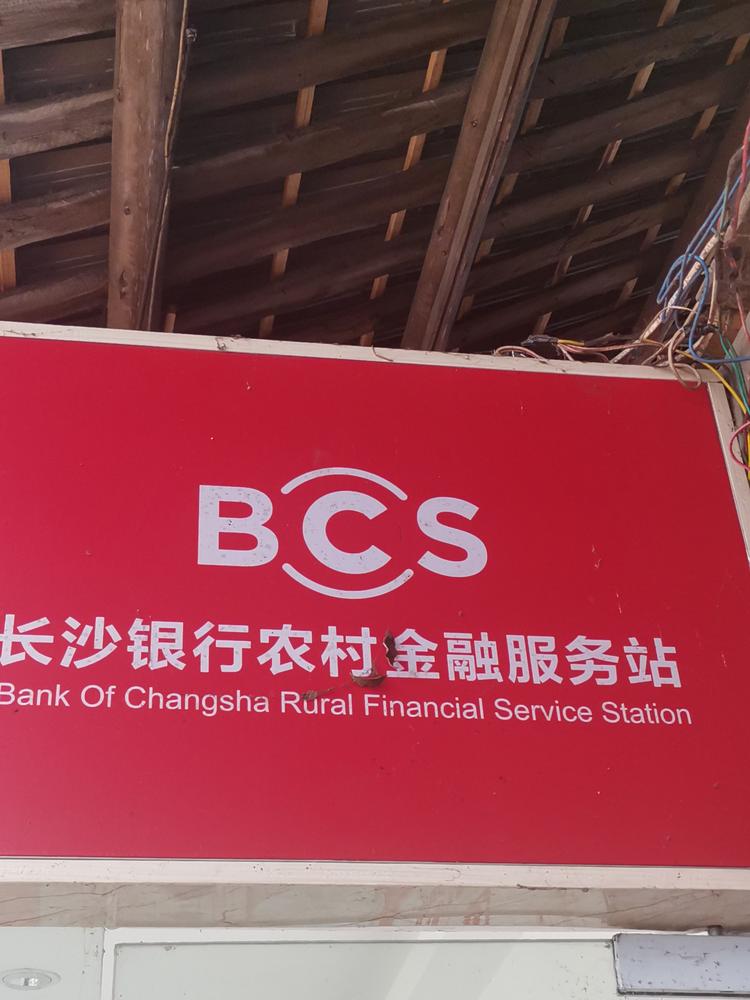 BCS
长沙银行农村金融服务站
Bank Of Changsha Rural Financial Service Station